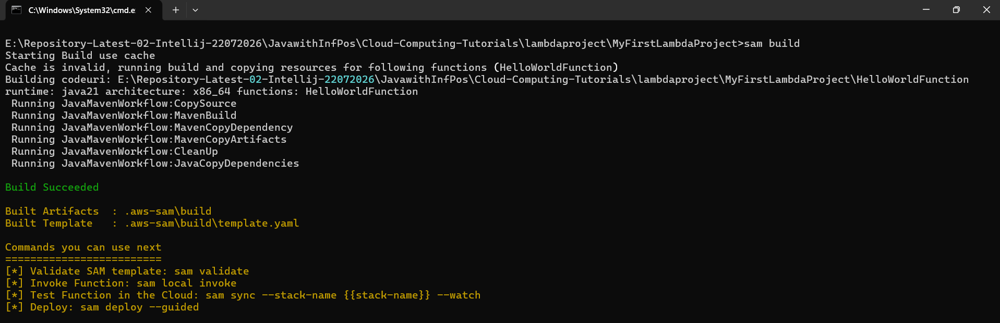 C:\Windows\System32\cmd.e
E:\Repository-Latest-02-Intellij-22072026\JavawithInfPos\Cloud-Computing-Tutorials\lambdaproject\MyFirstLambdaProject>sam build
Starting Build use cache
Cache is invalid, running build and copying resources for following functions (HelloWorldFunction)
Building codeuri: E:\Repository-Latest-02-Intellij-22072026\JavawithInfPos\Cloud-Computing-Tutorials\lambdaproject\MyFirstLambdaProject\HelloWorldFunction
runtime: java21 architecture: x86_64 functions: HelloWorldFunction
 Running JavaMavenWorkflow:CopySource
 Running JavaMavenWorkflow:MavenBuild
 Running JavaMavenWorkflow:MavenCopyDependency
 Running JavaMavenWorkflow:MavenCopyArtifacts
 Running JavaMavenWorkflow:CleanUp
 Running JavaMavenWorkflow:JavaCopyDependencies
Build Succeeded
Built Artifacts  : .aws-sam\build
Built Template   : .aws-sam\build\template.yaml
Commands you can use next
=========================
[*] Validate SAM template: sam validate
[*] Invoke Function: sam local invoke
[*] Test Function in the Cloud: sam sync --stack-name {{stack-name}} --watch
[*] Deploy: sam deploy --guided